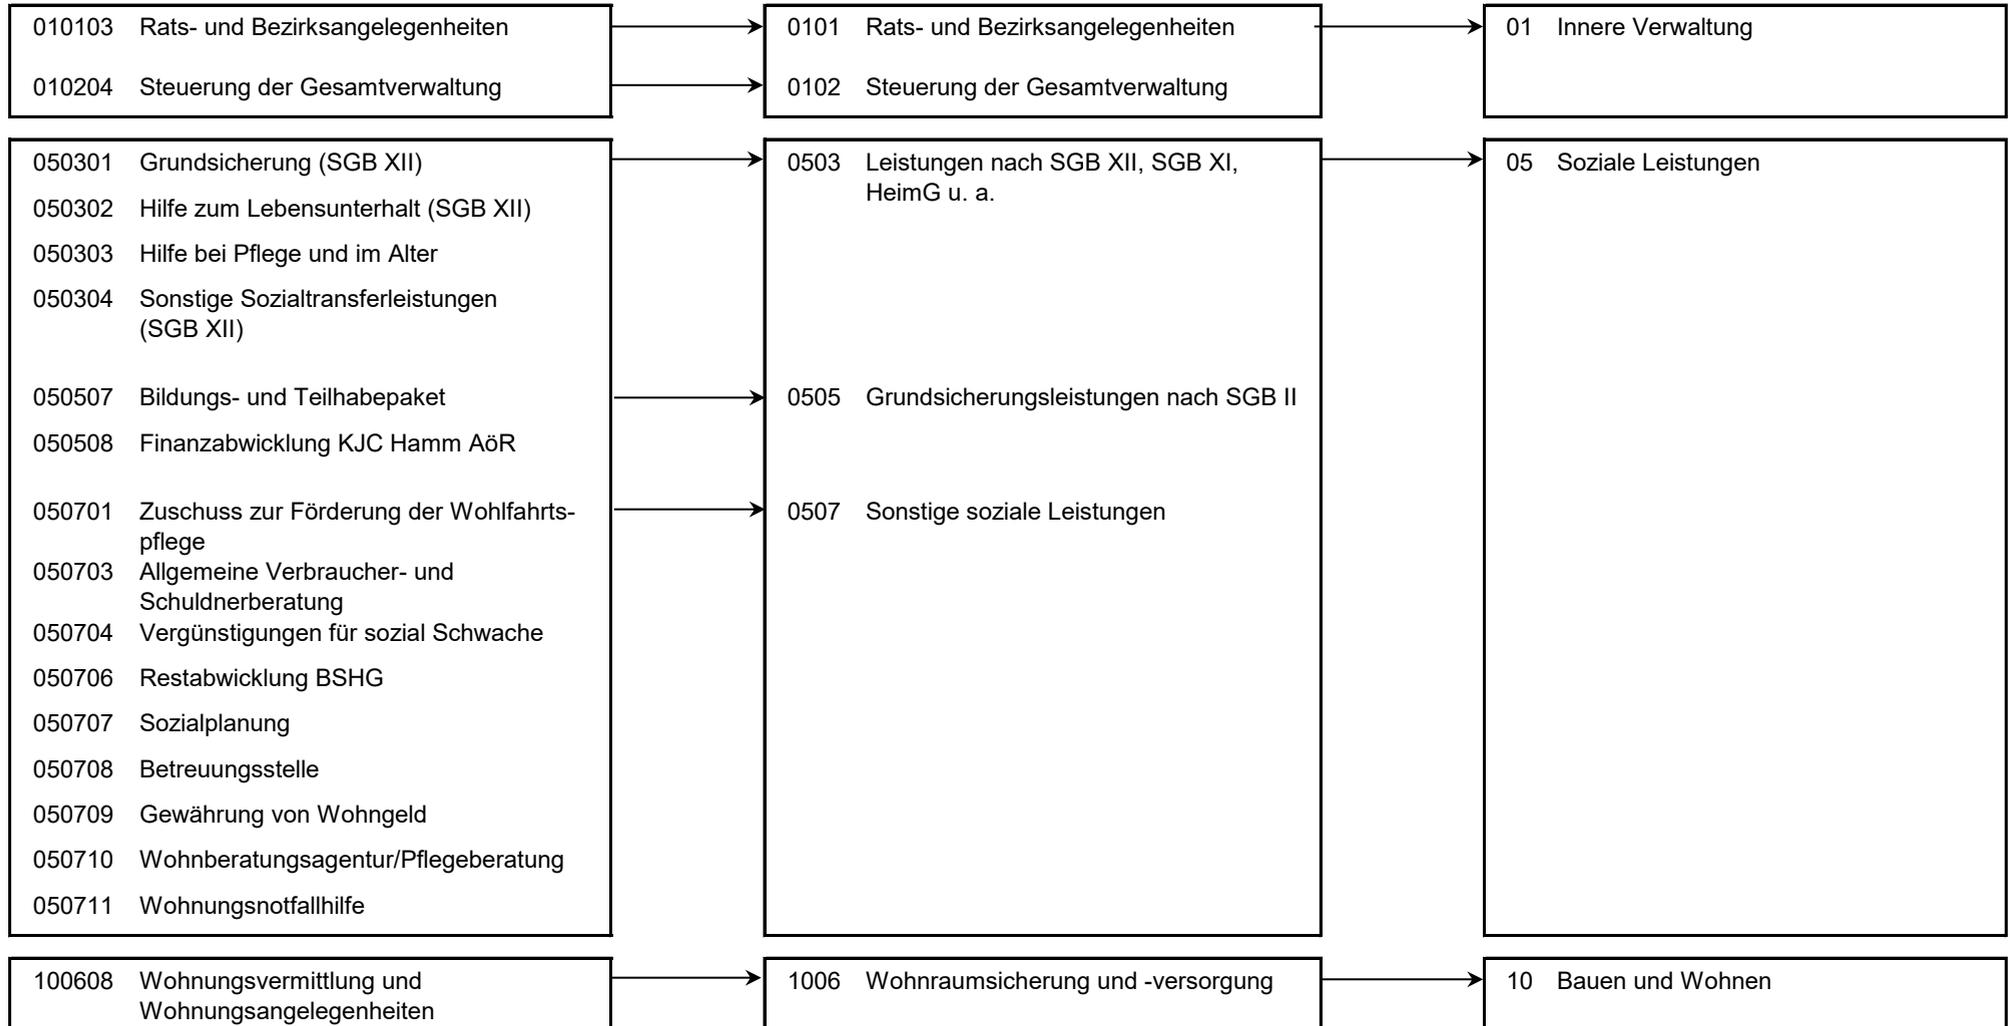 010103 Rats- und Bezirksangelegenheiten 0101 Rats- und Bezirksangelegenheiten 01 Innere Verwaltung
010204 Steuerung der Gesamtverwaltung 0102 Steuerung der Gesamtverwaltung
050301 Grundsicherung (SGB XII) 0503 Leistungen nach SGB XII, SGB XI, 05 Soziale Leistungen
HeimG u. a.
050302 Hilfe zum Lebensunterhalt (SGB XII)
050303 Hilfe bei Pflege und im Alter
050304 Sonstige Sozialtransferleistungen
(SGB XII)
050507 Bildungs- und Teilhabepaket 0505 Grundsicherungsleistungen nach SGB II
050508 Finanzabwicklung KJC Hamm AöR
050701 Zuschuss zur Förderung der Wohlfahrts- 0507 Sonstige soziale Leistungen
pflege
050703 Allgemeine Verbraucher- und
Schuldnerberatung
050704 Vergünstigungen für sozial Schwache
050706 Restabwicklung BSHG
050707 Sozialplanung
050708 Betreuungsstelle
050709 Gewährung von Wohngeld
050710 Wohnberatungsagentur/Pflegeberatung
050711 Wohnungsnotfallhilfe
100608 Wohnungsvermittlung und 1006 Wohnraumsicherung und -versorgung 10 Bauen und Wohnen
Wohnungsangelegenheiten